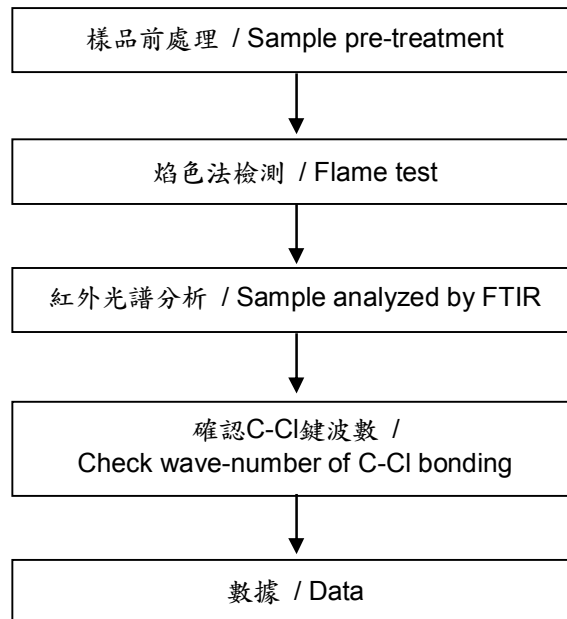 樣品前處理 / Sample pre-treatment
焰色法檢測 / Flame test
紅外光譜分析 / Sample analyzed by FTIR
確認C-Cl鍵波數 /
Check wave-number of C-Cl bonding
數據 / Data